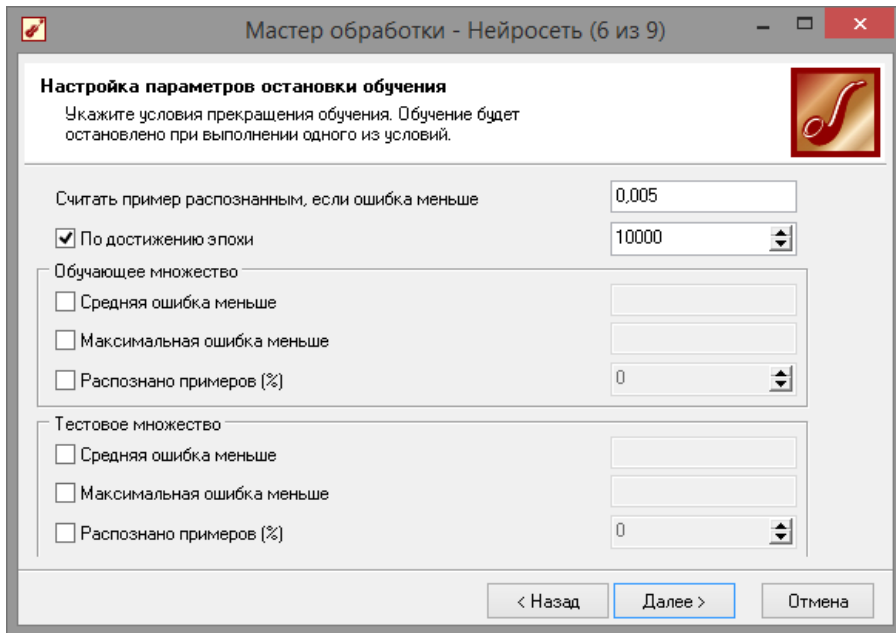 Мастер обработки - Нейросеть (6 из 9)
Настройка параметров остановки обучения
Укажите условия прекращения обучения. Обучение будет
остановлено при выполнении одного из условий.
Считать пример распознанным, если ошибка меньше 0,005
По достижению эпохи 10000
Обучающее множество
Средняя ошибка меньше
Максимальная ошибка меньше
Распознано примеров (%) 0
Тестовое множество
Средняя ошибка меньше
Максимальная ошибка меньше
Распознано примеров (%) 0
< Назад Далее > Отмена